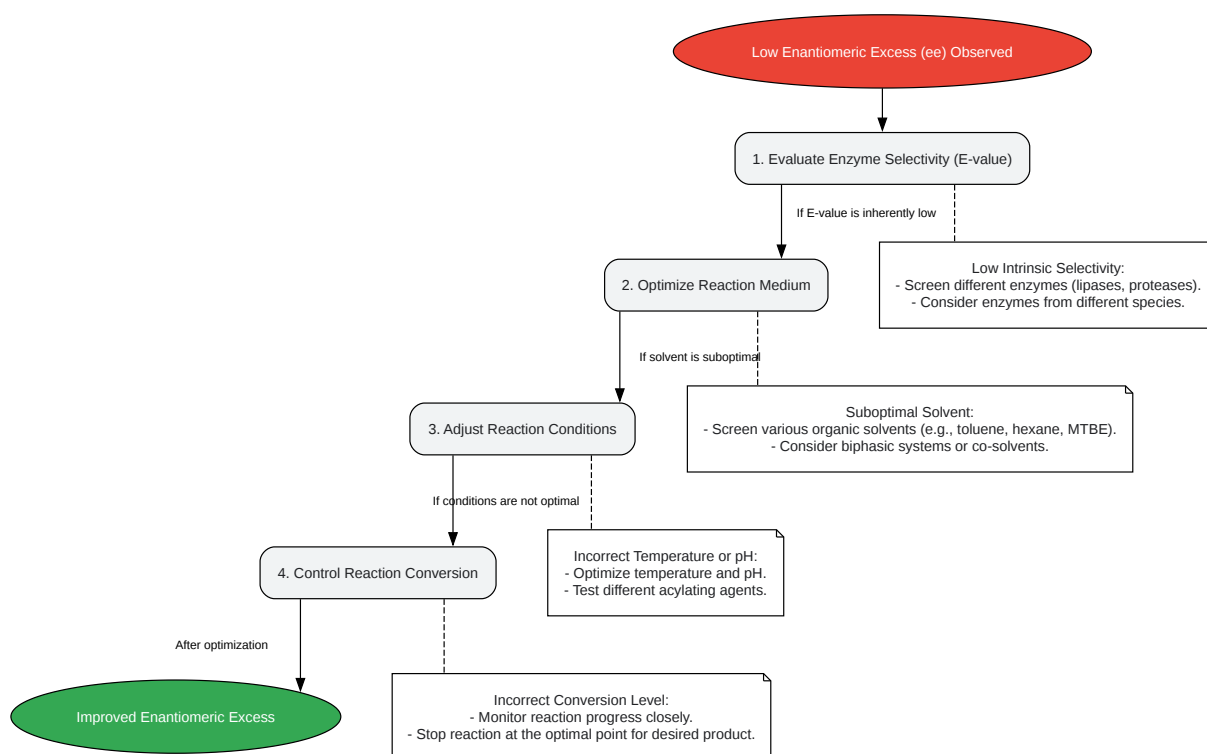 Low Enantiomeric Excess (ee) Observed
1. Evaluate Enzyme Selectivity (E-value)
If E-value is inherently low
Low Intrinsic Selectivity:
- Screen different enzymes (lipases, proteases).
- Consider enzymes from different species.
2. Optimize Reaction Medium
If solvent is suboptimal
Suboptimal Solvent:
- Screen various organic solvents (e.g., toluene, hexane, MTBE).
- Consider biphasic systems or co-solvents.
3. Adjust Reaction Conditions
If conditions are not optimal
Incorrect Temperature or pH:
- Optimize temperature and pH.
- Test different acylating agents.
4. Control Reaction Conversion
After optimization
Incorrect Conversion Level:
- Monitor reaction progress closely.
- Stop reaction at the optimal point for desired product.
Improved Enantiomeric Excess